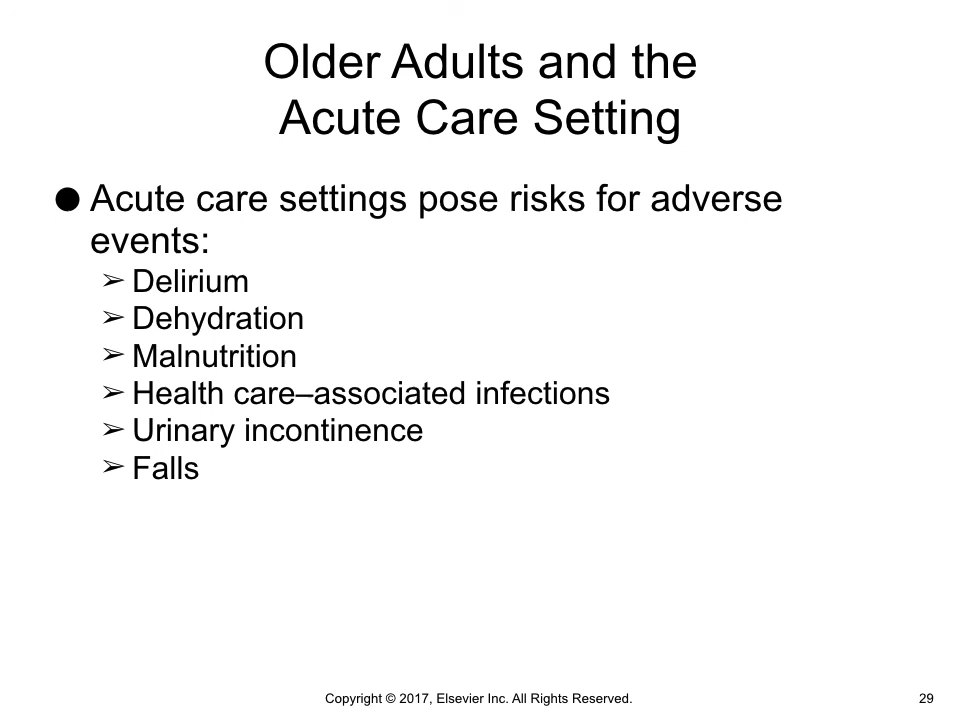 Older Adults and the
Acute Care Setting
● Acute care settings pose risks for adverse
events:
➢ Delirium
➢ Dehydration
➢ Malnutrition
➢ Health care–associated infections
➢ Urinary incontinence
➢ Falls
Copyright © 2017, Elsevier Inc. All Rights Reserved.
29